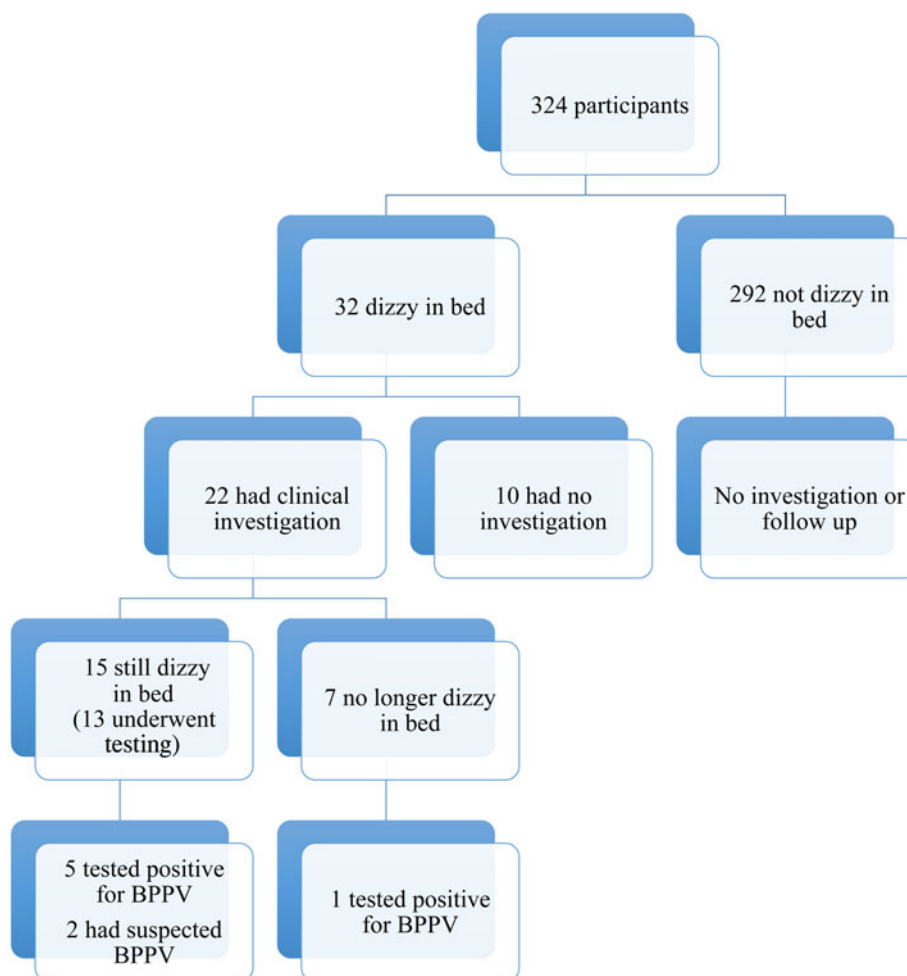 324 participants
32 dizzy in bed
292 not dizzy in
bed
22 had clinical
investigation
10 had no
investigation
No investigation or
follow up
15 still dizzy
in bed
(13 underwent
testing)
7 no longer dizzy
in bed
5 tested positive
for BPPV
2 had suspected
BPPV
1 tested positive
for BPPV